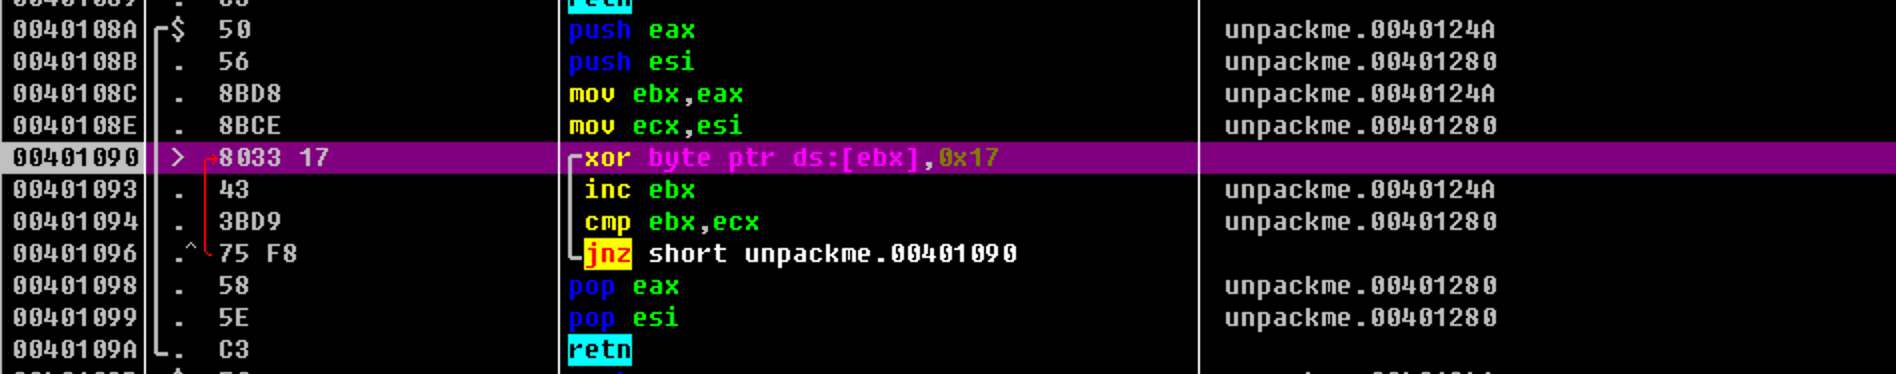 retn
0040108A $ 50 push eax unpackme.0040124A
0040108B . 56 push esi unpackme.00401280
0040108C . 8BD8 mov ebx,eax unpackme.0040124A
0040108E . 8BCE mov ecx,esi unpackme.00401280
00401090 > 8033 17 xor byte ptr ds:[ebx],0x17
00401093 . 43 inc ebx unpackme.0040124A
00401094 . 3BD9 cmp ebx,ecx unpackme.00401280
00401096 .^ 75 F8 jnz short unpackme.00401090
00401098 . 58 pop eax unpackme.00401280
00401099 . 5E pop esi unpackme.00401280
0040109A . C3 retn